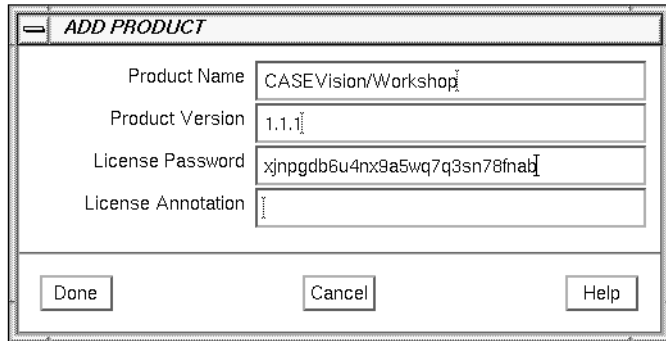 ADD PRODUCT
Product Name CASEVision/Workshop
Product Version 1.1.1
License Password xjnpgdb6u4nx9a5wq7q3sn78fnab
License Annotation
Done Cancel Help